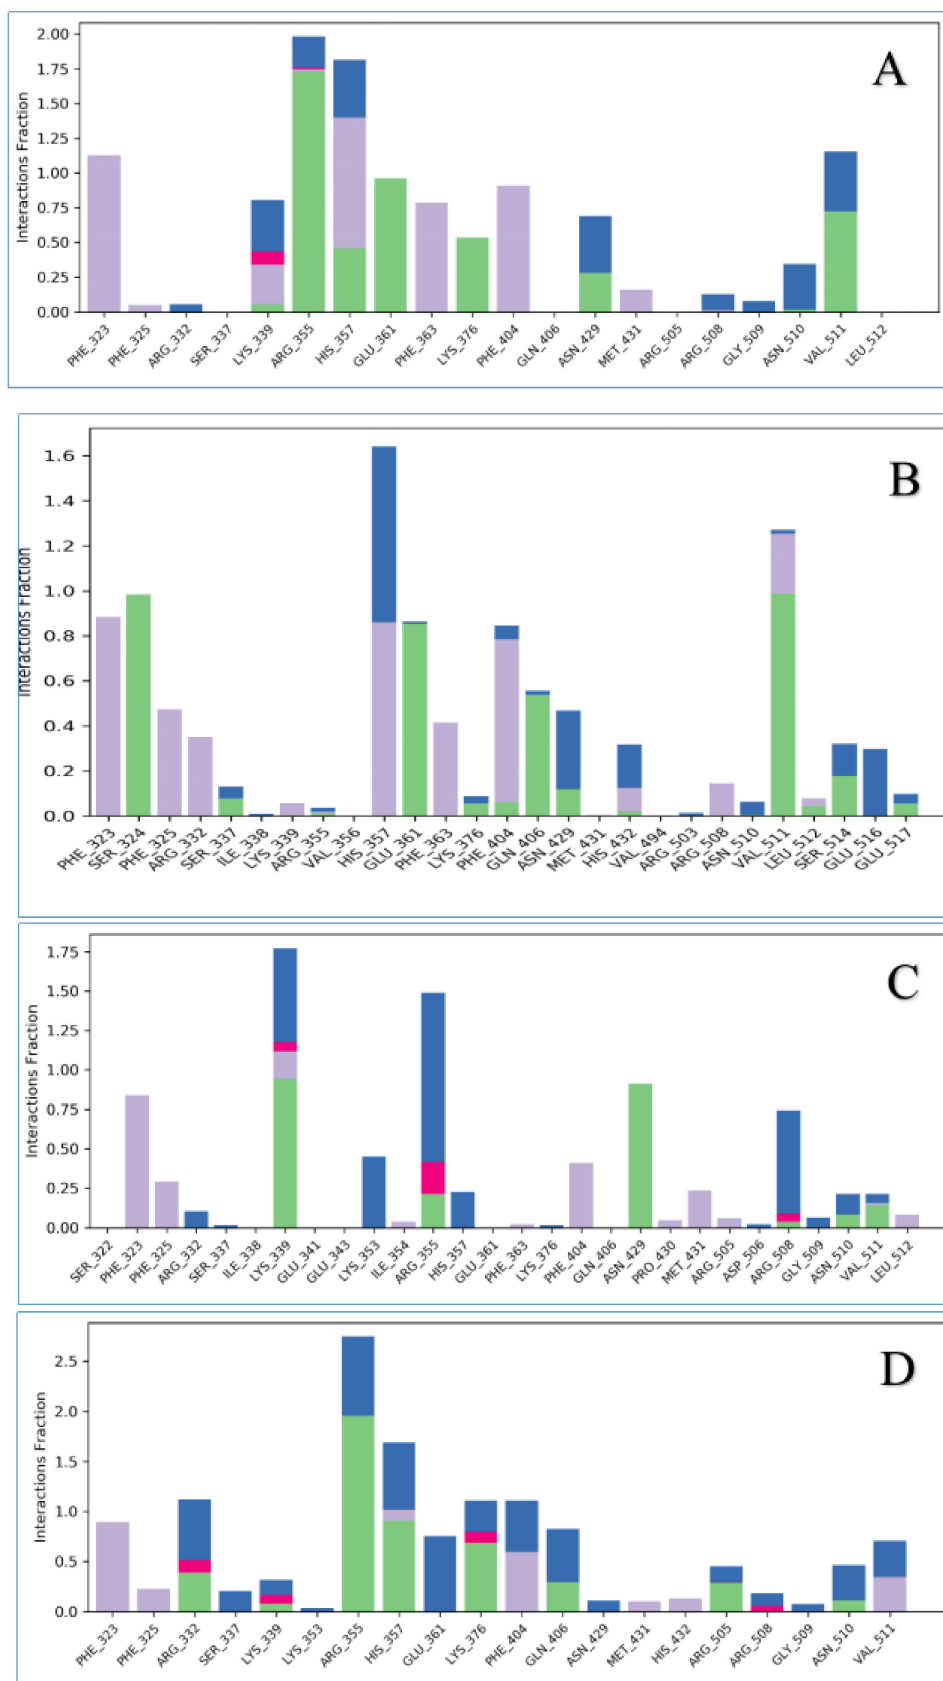 A
Interactions Fraction
2.00
1.75
1.50
1.25
1.00
0.75
0.50
0.25
0.00
PHE_323 PHE_325 ARG_332 SER_337 LYS_339 ARG_355 HIS_357 GLU_361 PHE_363 LYS_376 PHE_404 GLN_406 ASN_429 MET_431 ARG_505 ARG_508 GLY_509 ASN_510 VAL_511 LEU_512
B
Interactions Fraction
1.6
1.4
1.2
1.0
0.8
0.6
0.4
0.2
0.0
PHE_323 SER_324 PHE_325 ARG_332 SER_337 ILE_338 LYS_339 ARG_355 VAL_356 HIS_357 GLU_361 PHE_363 LYS_376 PHE_404 GLN_406 ASN_429 MET_431 HIS_432 VAL_494 ARG_503 ARG_508 ASN_510 VAL_511 LEU_512 SER_514 GLU_516 GLU_517
C
Interactions Fraction
1.75
1.50
1.25
1.00
0.75
0.50
0.25
0.00
SER_322 PHE_323 PHE_325 ARG_332 SER_337 ILE_338 LYS_339 GLU_341 GLU_343 LYS_353 ILE_354 ARG_355 HIS_357 GLU_361 PHE_363 LYS_376 PHE_404 GLN_406 ASN_429 PRO_430 MET_431 ARG_505 ASP_506 ARG_508 GLY_509 ASN_510 VAL_511 LEU_512
D
Interactions Fraction
2.5
2.0
1.5
1.0
0.5
0.0
PHE_323 PHE_325 ARG_332 SER_337 LYS_339 LYS_353 ARG_355 HIS_357 GLU_361 LYS_376 PHE_404 GLN_406 ASN_429 MET_431 HIS_432 ARG_505 ARG_508 GLY_509 ASN_510 VAL_511